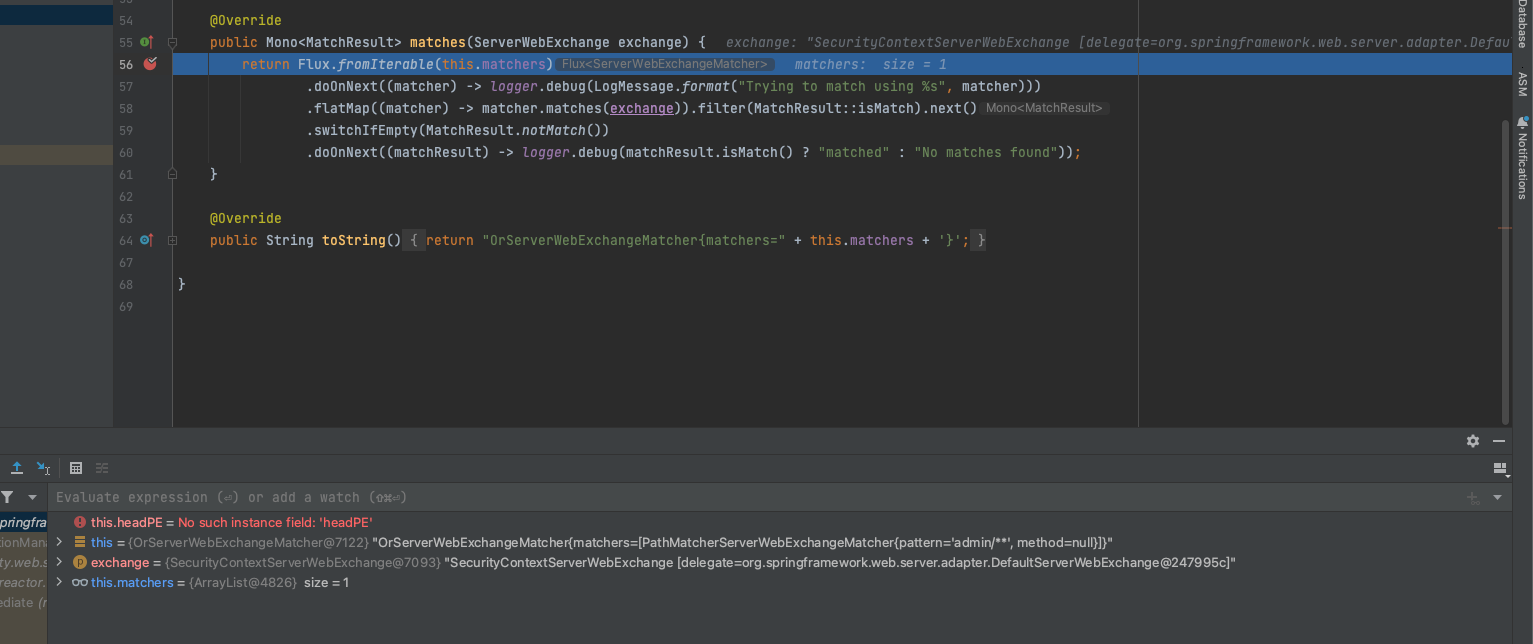 54 @Override
55 public Mono<MatchResult> matches(ServerWebExchange exchange) { exchange: "SecurityContextServerWebExchange [delegate=org.springframework.web.server.adapter.Defaul
56 return Flux.fromIterable(this.matchers) Flux<ServerWebExchangeMatcher> matchers: size = 1
57 .doOnNext((matcher) -> logger.debug(LogMessage.format("Trying to match using %s", matcher)))
58 .flatMap((matcher) -> matcher.matches(exchange)).filter(MatchResult::isMatch).next() Mono<MatchResult>
59 .switchIfEmpty(MatchResult.notMatch())
60 .doOnNext((matchResult) -> logger.debug(matchResult.isMatch() ? "matched" : "No matches found"));
61 }
62
63 @Override
64 public String toString() { return "OrServerWebExchangeMatcher{matchers=" + this.matchers + '}'; }
67
68 }
69
Database
ASM
Notifications
Evaluate expression (⏎) or add a watch (⇧⌘⏎)
pringfra
tionMana
ty.web.s
reactor.
ediate (r
this.headPE = No such instance field: 'headPE'
this = {OrServerWebExchangeMatcher@7122} "OrServerWebExchangeMatcher{matchers=[PathMatcherServerWebExchangeMatcher{pattern='admin/**', method=null}]}"
p exchange = {SecurityContextServerWebExchange@7093} "SecurityContextServerWebExchange [delegate=org.springframework.web.server.adapter.DefaultServerWebExchange@247995c]"
this.matchers = {ArrayList@4826} size = 1